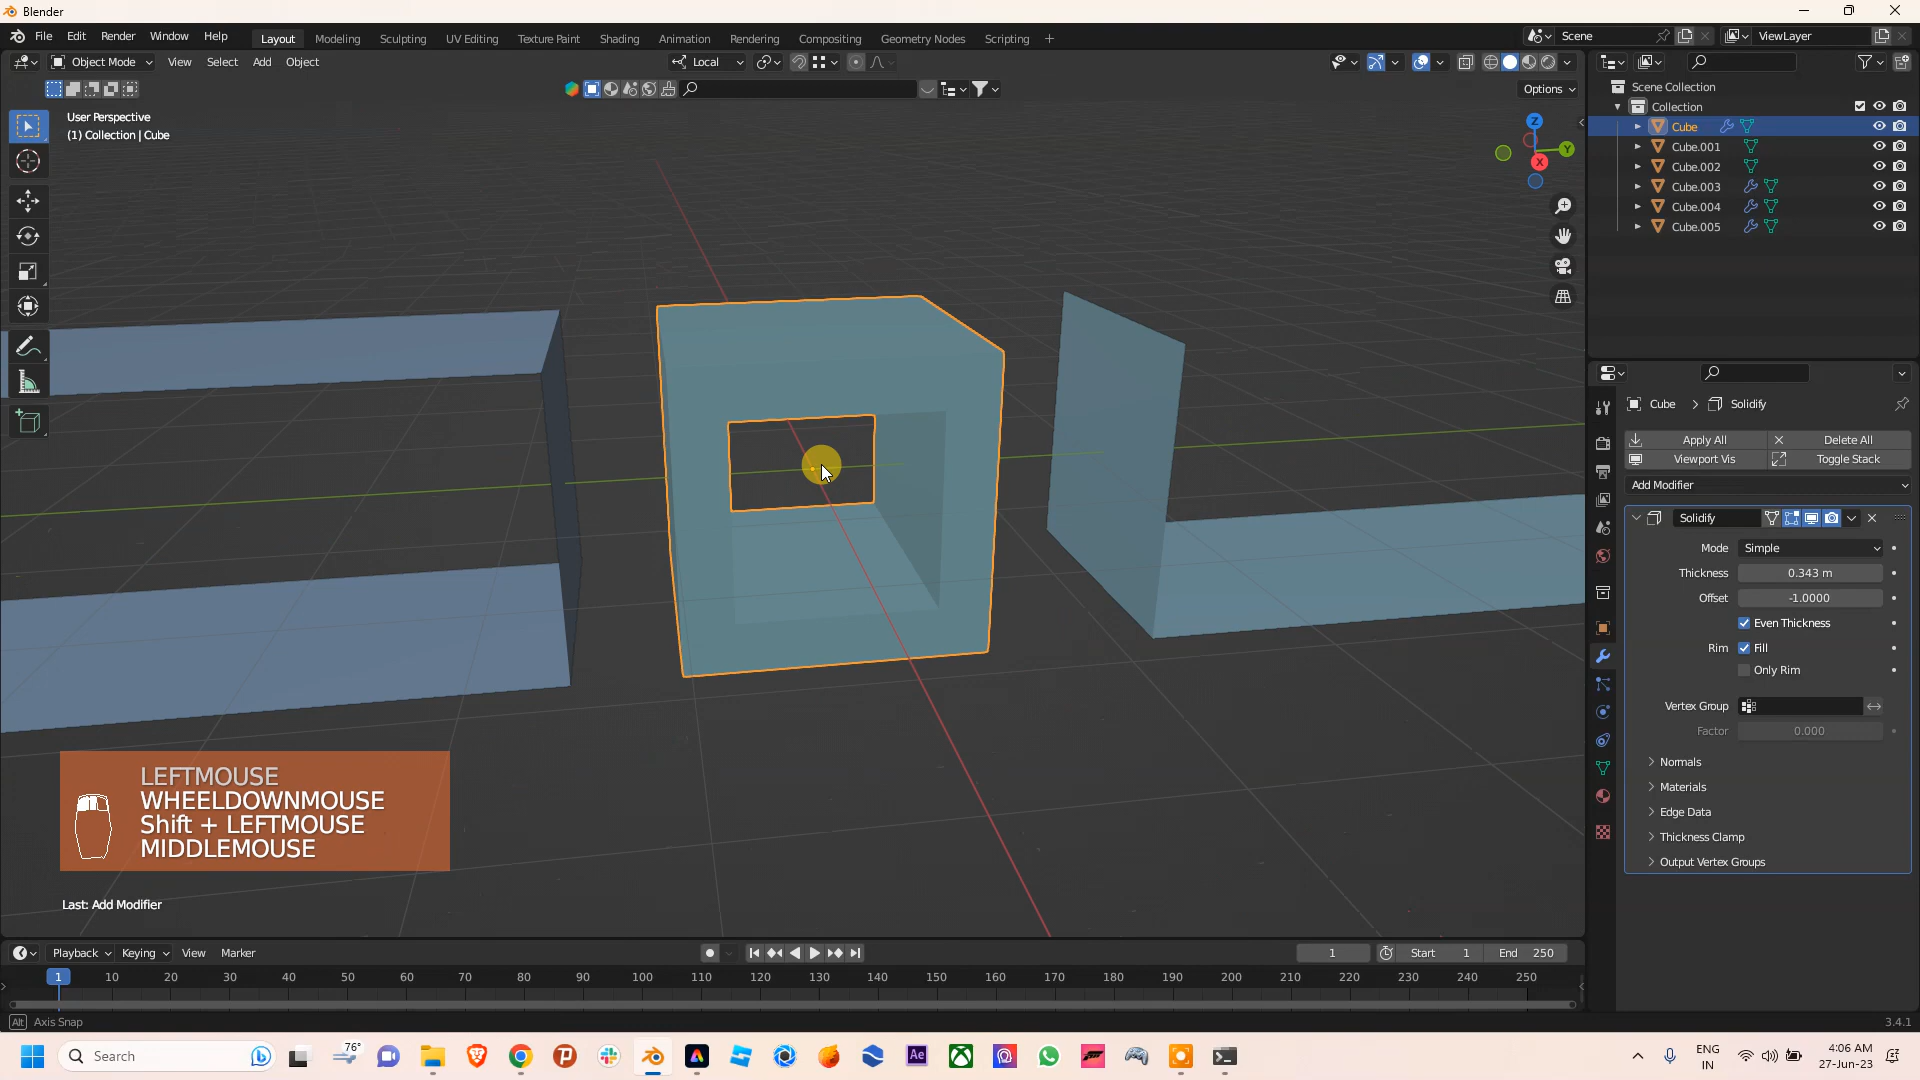 Blender
File Edit Render Window Help
Layout Modeling Sculpting UV Editing Texture Paint Shading Animation Rendering Compositing Geometry Nodes Scripting
Scene
ViewLayer
Object Mode View Select Add Object
Local
Options
User Perspective
(1) Collection | Cube
Z
Y
X
Scene Collection
Collection
Cube
Cube.001
Cube.002
Cube.003
Cube.004
Cube.005
Cube Solidify
Apply All Delete All
Viewport Vis Toggle Stack
Add Modifier
Solidify
Mode Simple
Thickness 0.343 m
Offset -1.0000
Even Thickness
Rim Fill
Only Rim
Vertex Group
Factor 0.000
Normals
Materials
Edge Data
Thickness Clamp
Output Vertex Groups
LEFTMOUSE
WHEELDOWNMOUSE
Shift + LEFTMOUSE
MIDDLEMOUSE
Last: Add Modifier
Playback Keying View Marker
1 Start 1 End 250
1 10 20 30 40 50 60 70 80 90 100 110 120 130 140 150 160 170 180 190 200 210 220 230 240 250
Alt Axis Snap
3.4.1
Search
76°
Ae
ENG
IN
4:06 AM
27-Jun-23